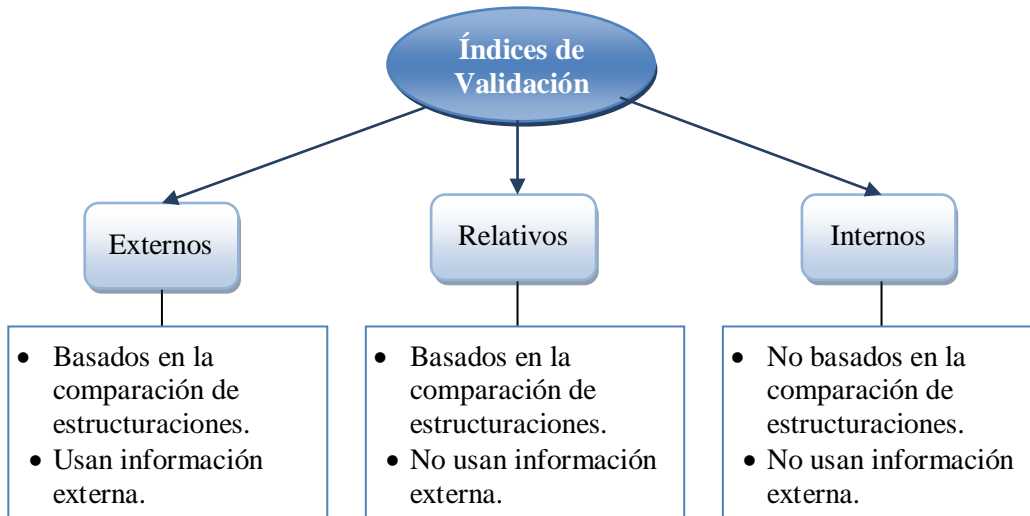 Índices de
Validación
Externos
Relativos
Internos
• Basados en la
comparación de
estructuraciones.
• Usan información
externa.
• Basados en la
comparación de
estructuraciones.
• No usan información
externa.
• No basados en la
comparación de
estructuraciones.
• No usan información
externa.